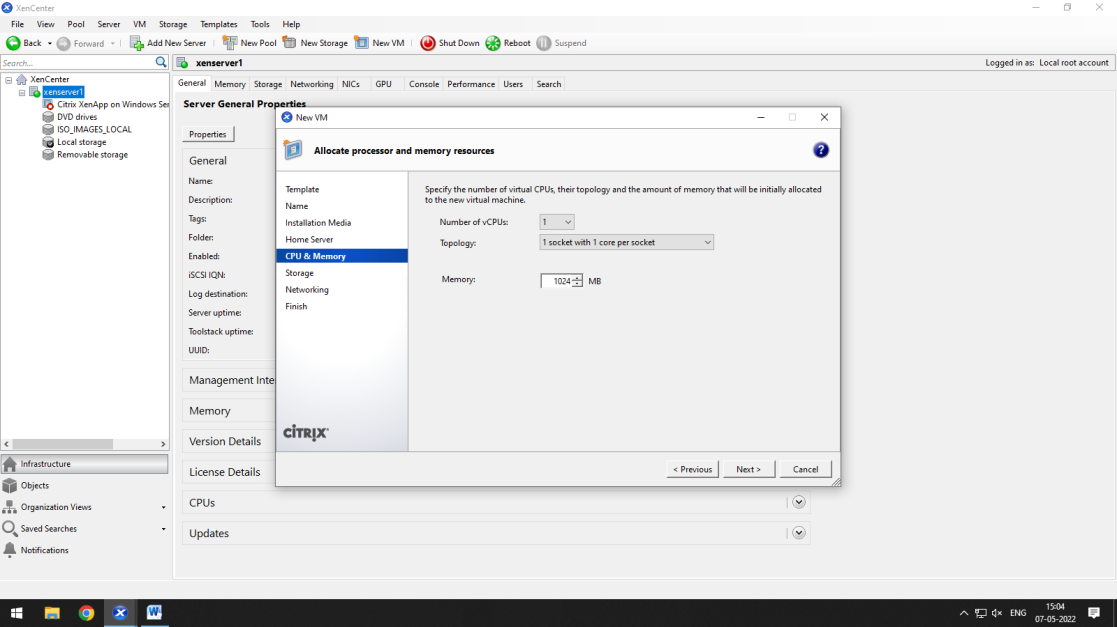 XenCenter
File View Pool Server VM Storage Templates Tools Help
Back Forward Add New Server New Pool New Storage New VM Shut Down Reboot Suspend
Search...
xenserver1
Logged in as: Local root account
XenCenter
xenserver1
Citrix XenApp on Windows Ser
DVD drives
ISO_IMAGES_LOCAL
Local storage
Removable storage
Infrastructure
Objects
Organization Views
Saved Searches
Notifications
General Memory Storage Networking NICs GPU Console Performance Users Search
Server General Properties
Properties
General
Name:
Description:
Tags:
Folder:
Enabled:
iSCSI IQN:
Log destination:
Server uptime:
Toolstack uptime:
UUID:
Management Inte
Memory
Version Details
License Details
CPUs
Updates
New VM
Allocate processor and memory resources
?
Template
Name
Installation Media
Home Server
CPU & Memory
Storage
Networking
Finish
CITRIX
Specify the number of virtual CPUs, their topology and the amount of memory that will be initially allocated
to the new virtual machine.
Number of vCPUs: 1
Topology: 1 socket with 1 core per socket
Memory: 1024 MB
< Previous Next > Cancel
ENG
15:04
07-05-2022